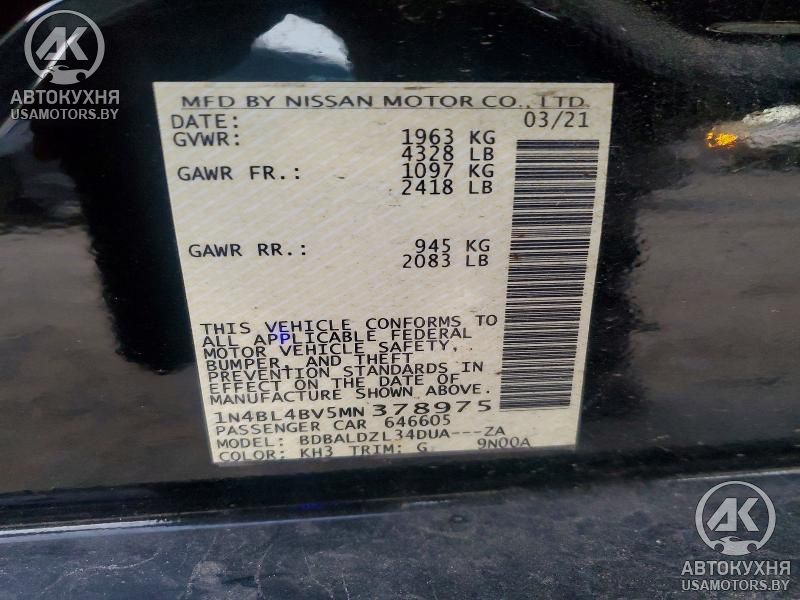 AK
АВТОКУХНЯ
USAMOTORS.BY
MFD BY NISSAN MOTOR CO., LTD.
DATE: 03/21
GVWR: 1963 KG
4328 LB
GAWR FR.: 1097 KG
2418 LB
GAWR RR.: 945 KG
2083 LB
THIS VEHICLE CONFORMS TO
ALL APPLICABLE FEDERAL
MOTOR VEHICLE SAFETY,
BUMPER, AND THEFT
PREVENTION STANDARDS IN
EFFECT ON THE DATE OF
MANUFACTURE SHOWN ABOVE.
1N4BL4BV5MN378975
PASSENGER CAR 646605
MODEL: BDBALDZL34DUA---ZA
COLOR: KH3 TRIM: G 9N00A
AK
АВТОКУХНЯ
USAMOTORS.BY